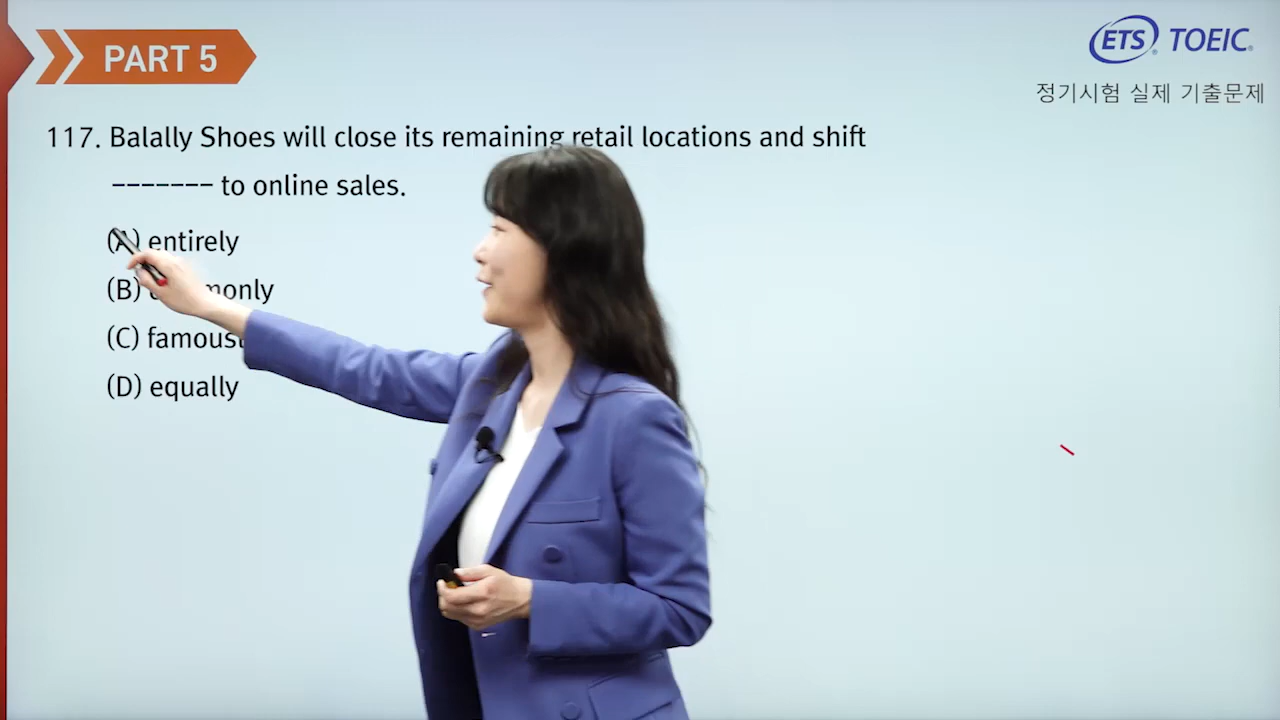 PART 5
ETS TOEIC
정기시험 실제 기출문제
117. Balally Shoes will close its remaining retail locations and shift
------- to online sales.
(A) entirely
(B)
(C)
(D) equally